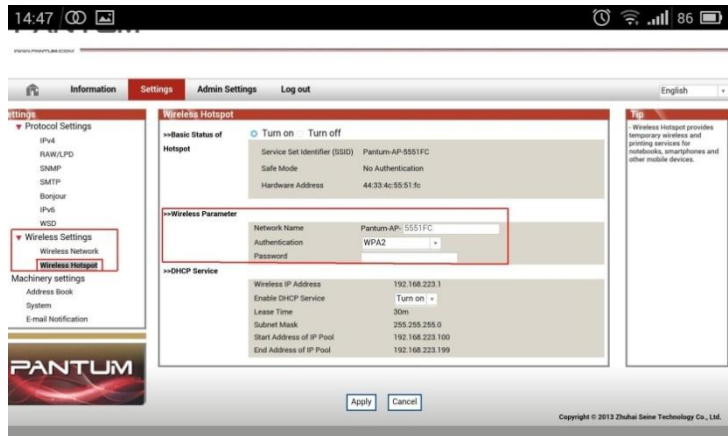 14:47 86
PANTUM
WWW.PANTUM.COM
Information Settings Admin Settings Log out English
ettings
Protocol Settings
IPv4
RAW/LPD
SNMP
SMTP
Bonjour
IPv6
WSD
Wireless Settings
Wireless Network
Wireless Hotspot
Machinery settings
Address Book
System
E-mail Notification
PANTUM
Wireless Hotspot
>>Basic Status of Hotspot
Turn on Turn off
Service Set Identifier (SSID) Pantum-AP-5551FC
Safe Mode No Authentication
Hardware Address 44:33:4c:55:51:fc
>>Wireless Parameter
Network Name Pantum-AP- 5551FC
Authentication WPA2
Password
>>DHCP Service
Wireless IP Address 192.168.223.1
Enable DHCP Service Turn on
Lease Time 30m
Subnet Mask 255.255.255.0
Start Address of IP Pool 192.168.223.100
End Address of IP Pool 192.168.223.199
Apply Cancel
Tip
- Wireless Hotspot provides
temporary wireless and
printing services for
notebooks, smartphones and
other mobile devices.
Copyright © 2013 Zhuhai Seine Technology Co., Ltd.